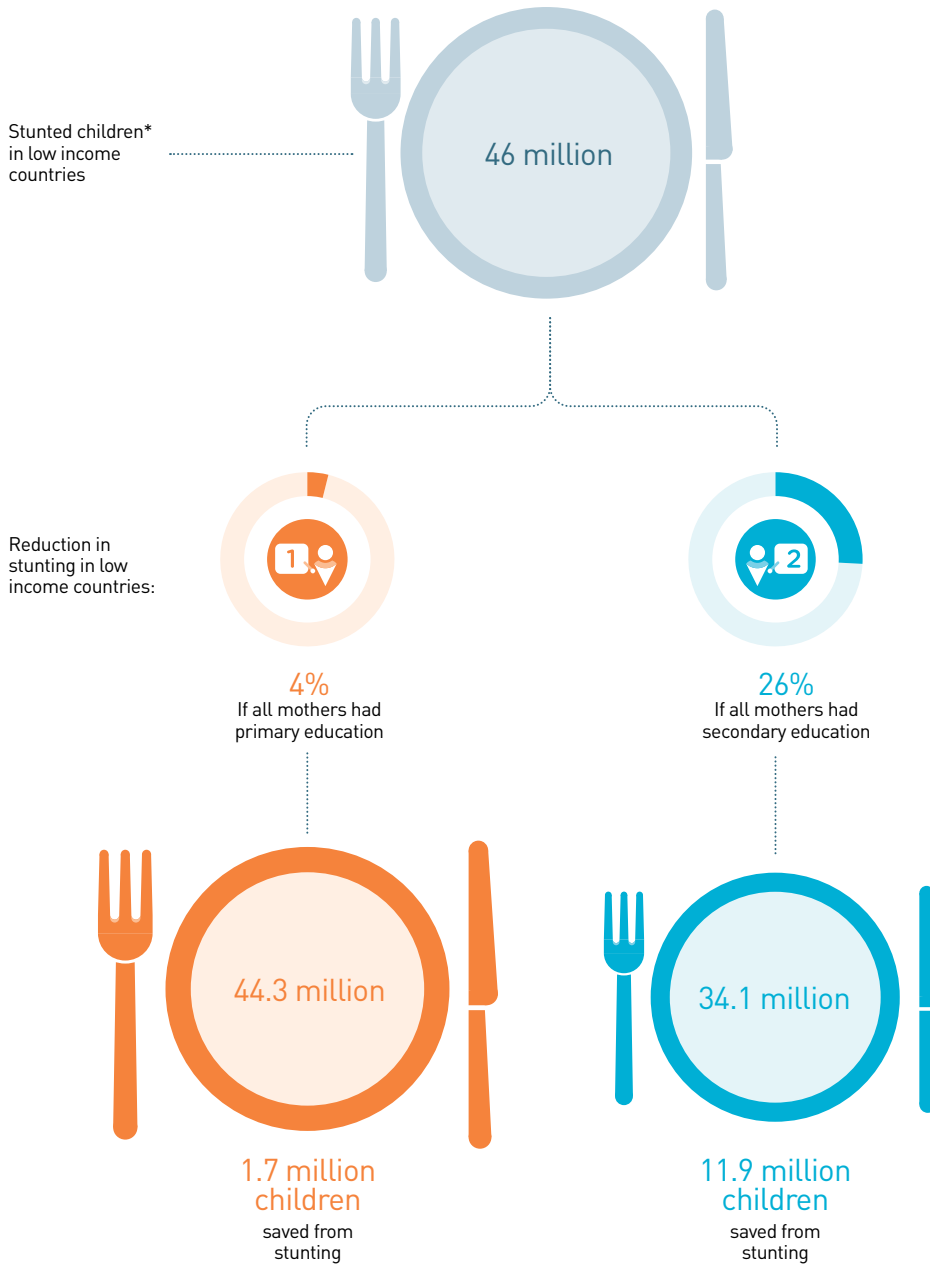 Stunted children*
in low income
countries
46 million
Reduction in
stunting in low
income countries:
1
2
4%
If all mothers had
primary education
26%
If all mothers had
secondary education
44.3 million
34.1 million
1.7 million
children
saved from
stunting
11.9 million
children
saved from
stunting